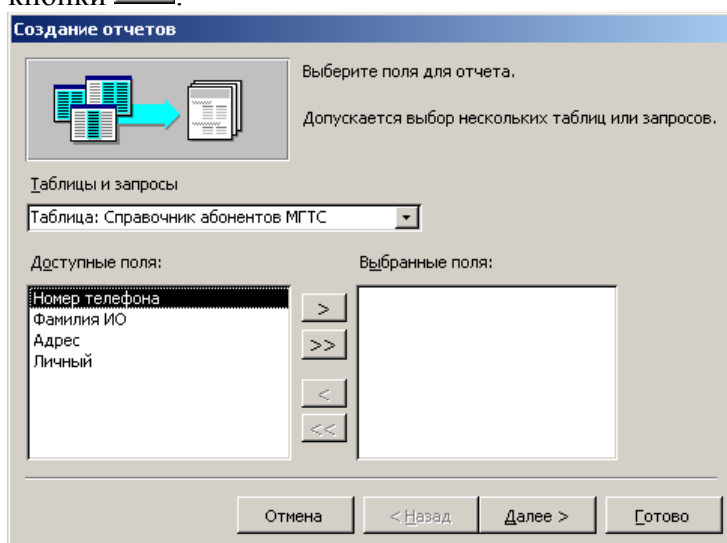 кнопки .
Создание отчетов
Выберите поля для отчета.
Допускается выбор нескольких таблиц или запросов.
Таблицы и запросы
Таблица: Справочник абонентов МГТС
Доступные поля:
Выбранные поля:
Номер телефона
Фамилия ИО
Адрес
Личный
>
>>
<
<<
Отмена
< Назад
Далее >
Готово